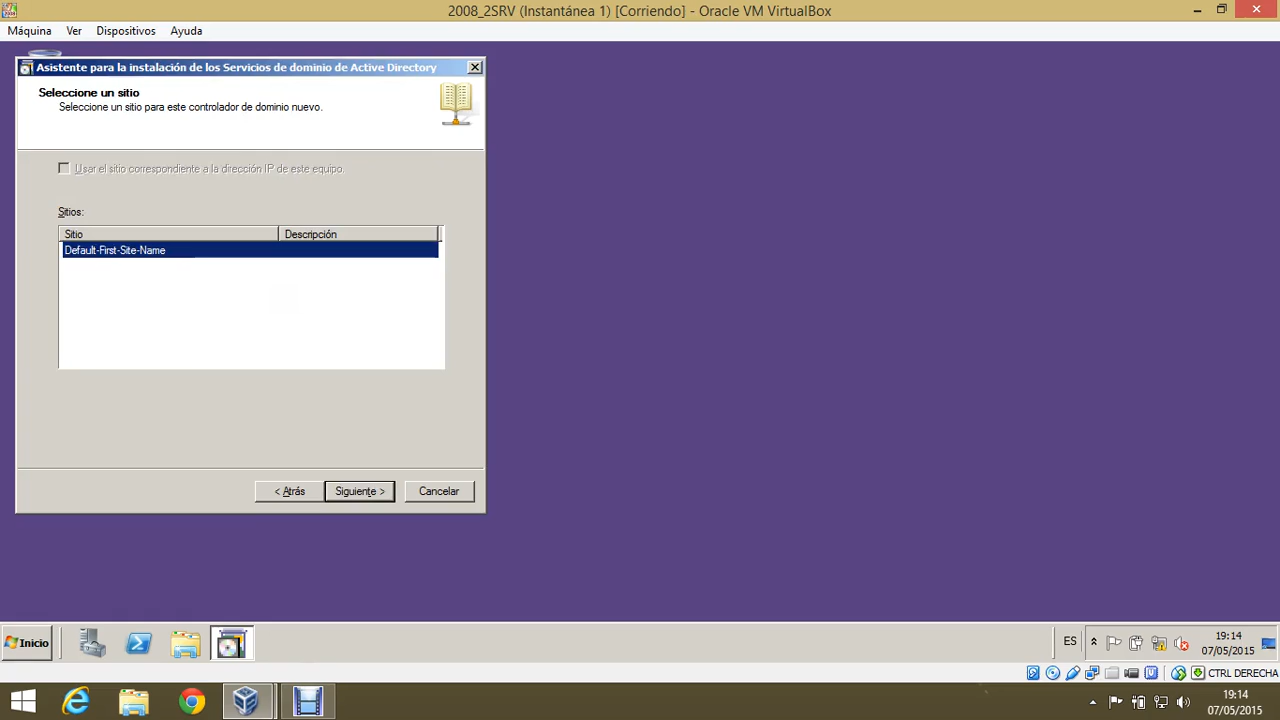 2008_2SRV (Instantánea 1) [Corriendo] - Oracle VM VirtualBox
Máquina Ver Dispositivos Ayuda
Asistente para la instalación de los Servicios de dominio de Active Directory
Seleccione un sitio
Seleccione un sitio para este controlador de dominio nuevo.
Usar el sitio correspondiente a la dirección IP de este equipo.
Sitios:
Sitio Descripción
Default-First-Site-Name
< Atrás Siguiente > Cancelar
Inicio ES 19:14
07/05/2015
CTRL DERECHA
19:14
07/05/2015